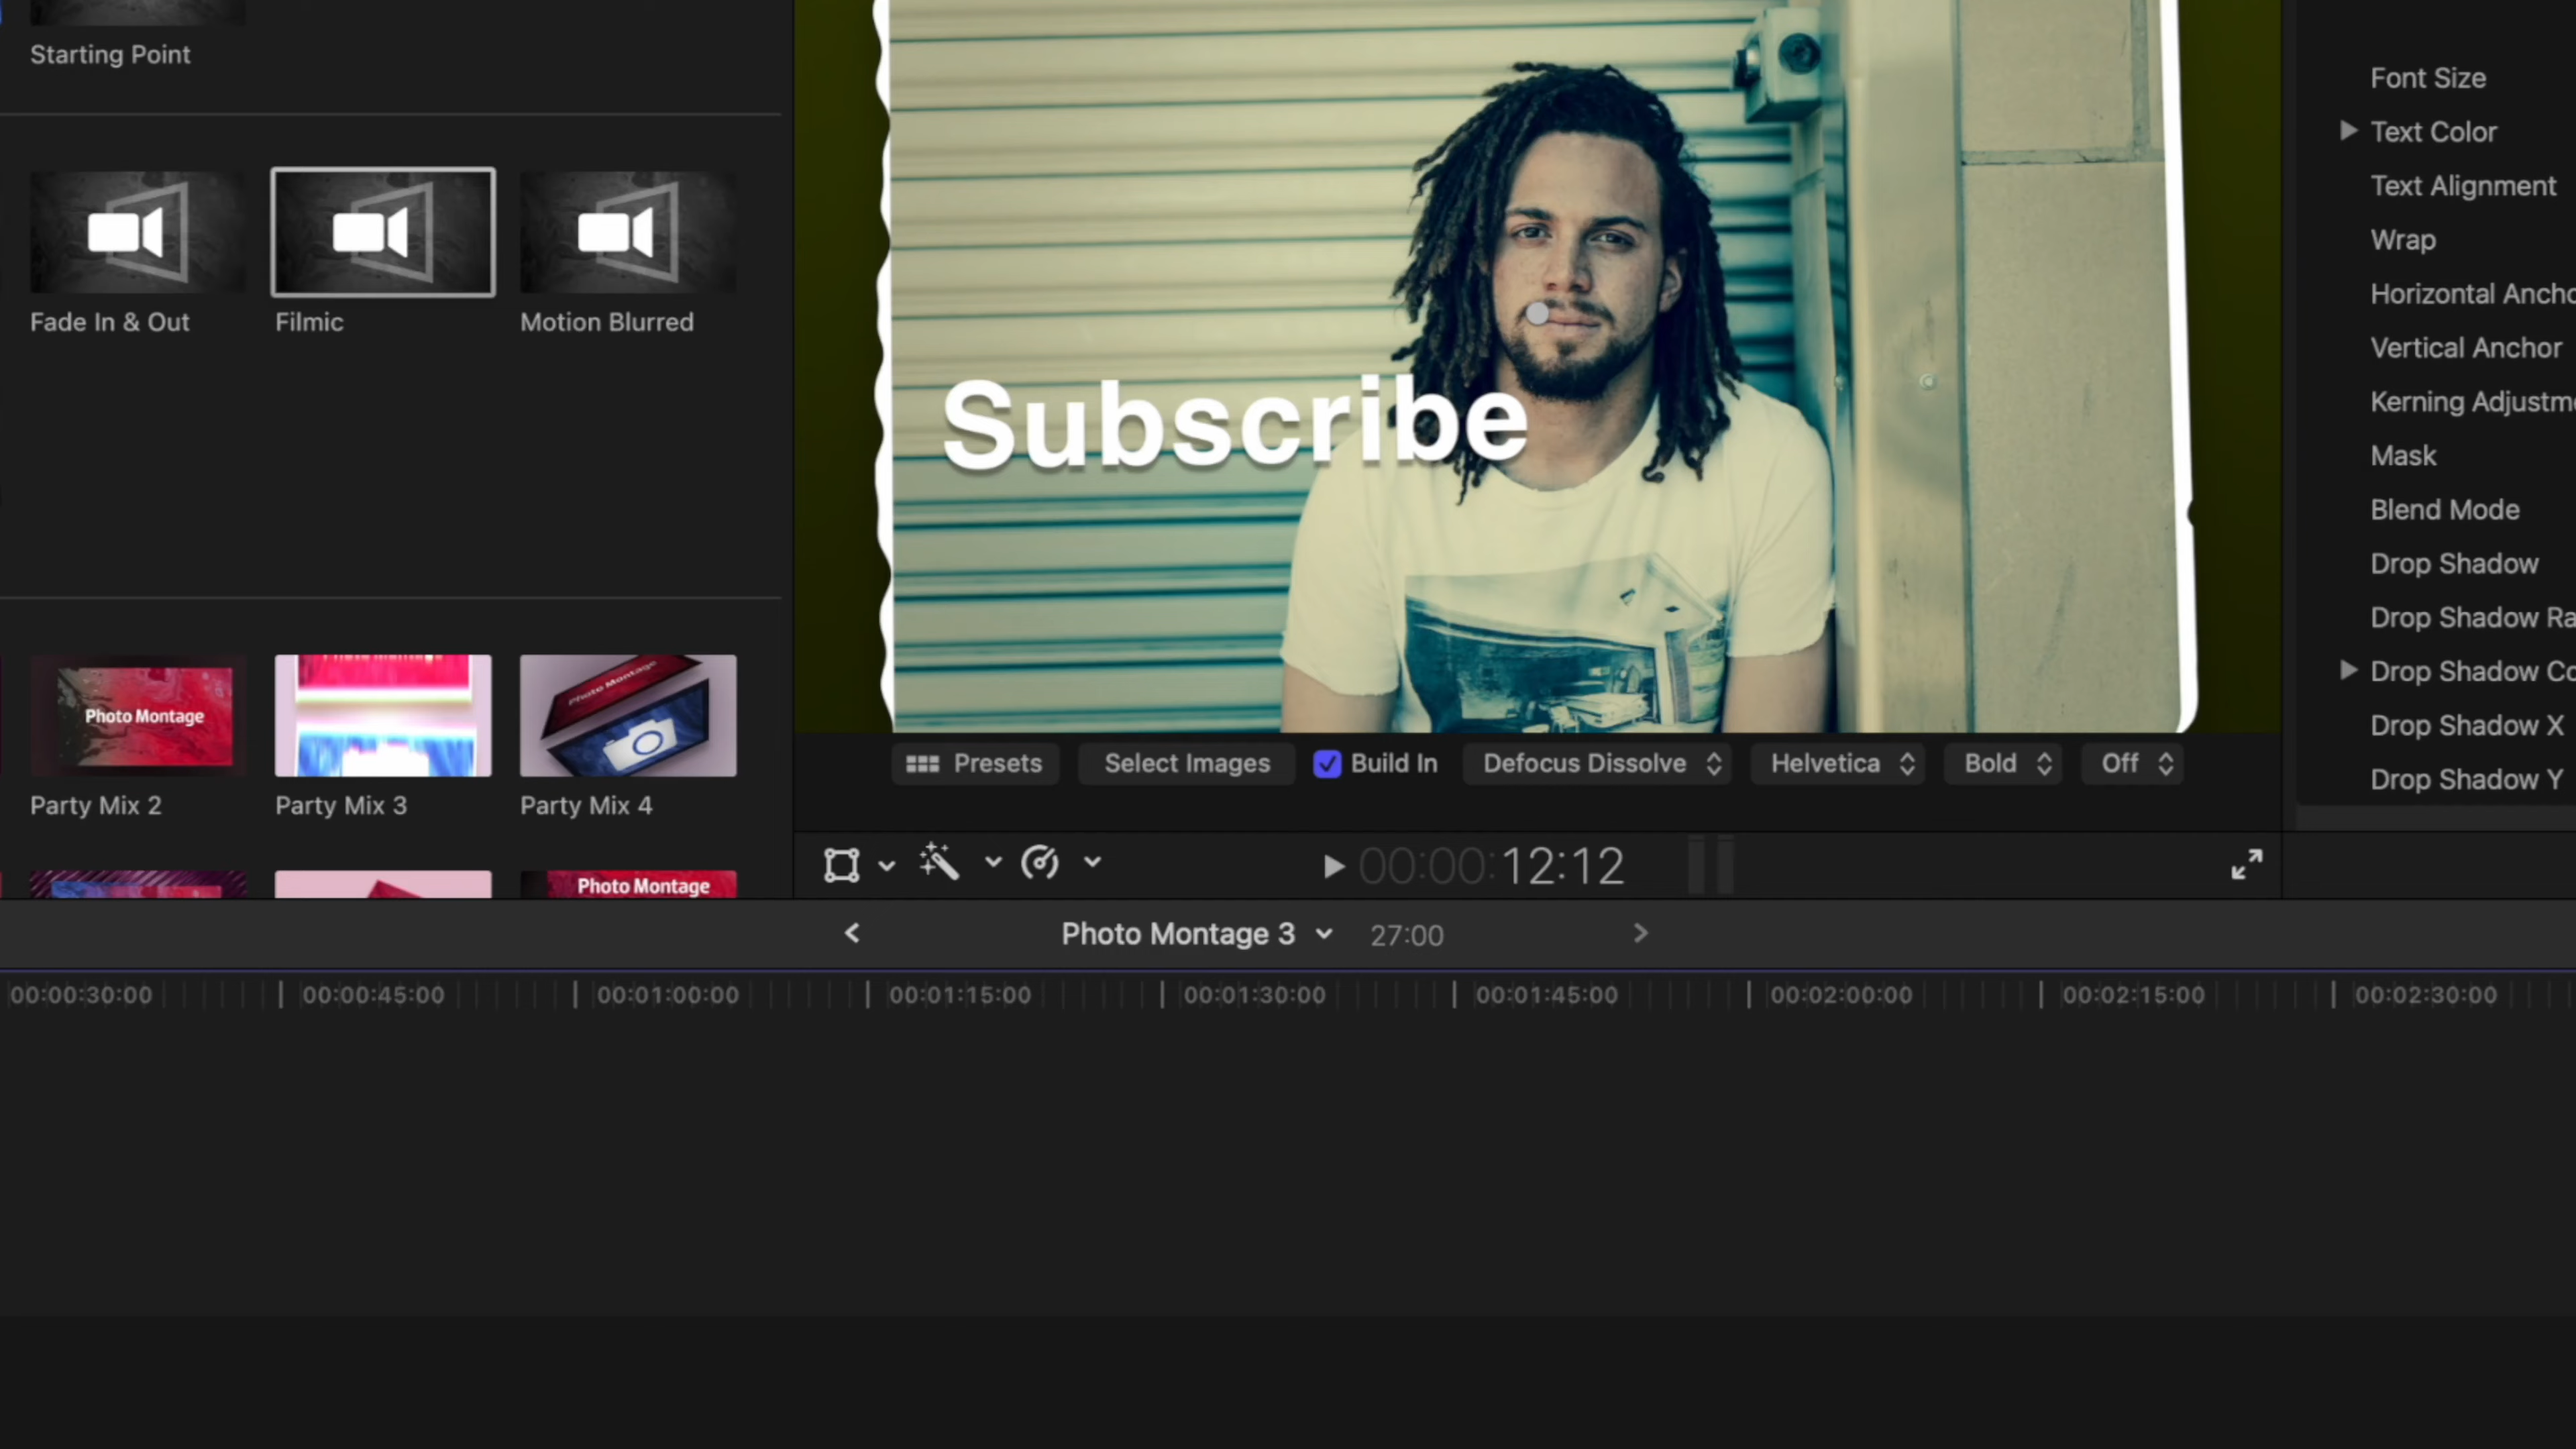 Starting Point
Fade In & Out
Filmic
Motion Blurred
Photo Montage
Photo Montage
Party Mix 2
Party Mix 3
Party Mix 4
Photo Montage
Subscribe
Presets
Select Images
Build In
Defocus Dissolve
Helvetica
Bold
Off
00:00:12:12
Font Size
Text Color
Text Alignment
Wrap
Horizontal Ancho
Vertical Anchor
Kerning Adjustme
Mask
Blend Mode
Drop Shadow
Drop Shadow Ra
Drop Shadow Co
Drop Shadow X
Drop Shadow Y
Photo Montage 3
27:00
00:00:30:00
00:00:45:00
00:01:00:00
00:01:15:00
00:01:30:00
00:01:45:00
00:02:00:00
00:02:15:00
00:02:30:00